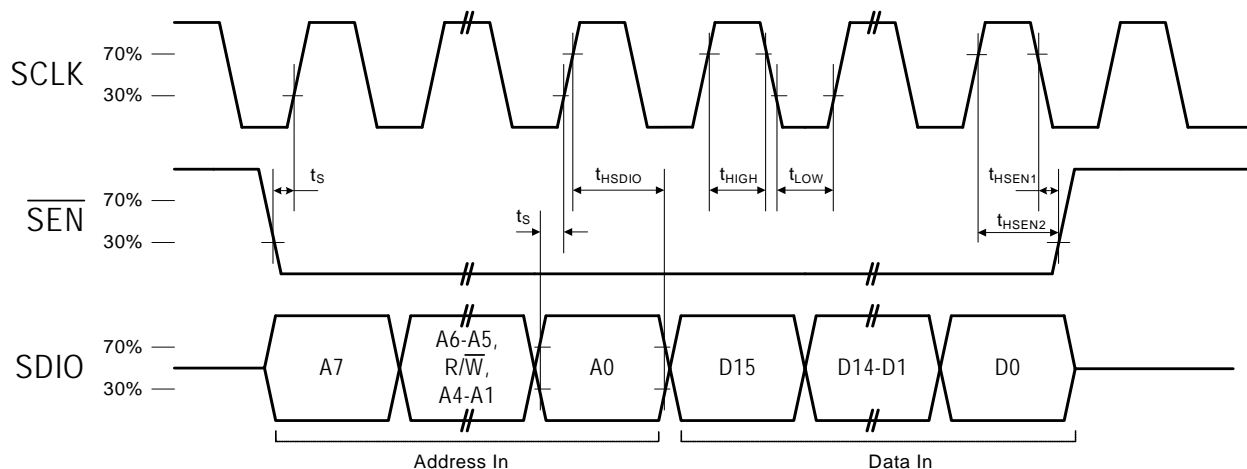 SCLK
70%
30%
tS
tHSDIO
tHIGH
tLOW
tHSEN1
tHSEN2
SEN
70%
30%
tS
SDIO
70%
30%
A7
A6-A5,
R/W,
A4-A1
A0
D15
D14-D1
D0
Address In
Data In